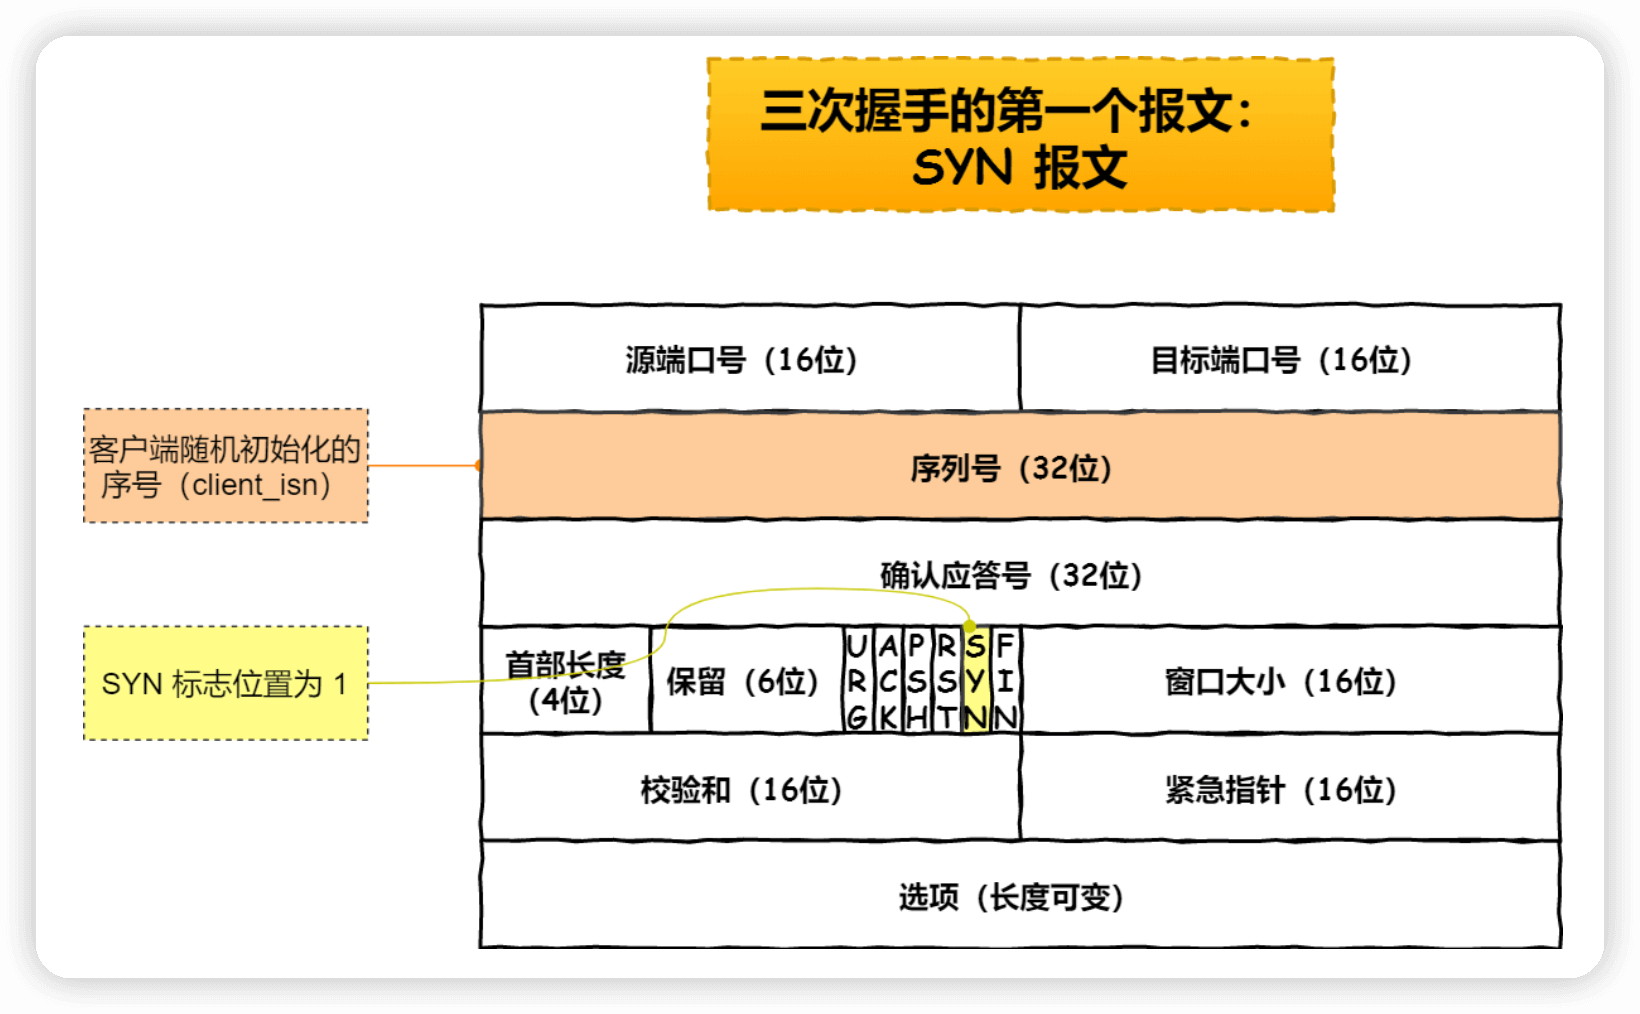 三次握手的第一个报文：
SYN 报文
源端口号（16位）
目标端口号（16位）
客户端随机初始化的
序号（client_isn）
序列号（32位）
确认应答号（32位）
SYN 标志位置为 1
首部长度
（4位）
保留（6位）
URG
ACK
PSH
RST
SYN
FIN
窗口大小（16位）
校验和（16位）
紧急指针（16位）
选项（长度可变）